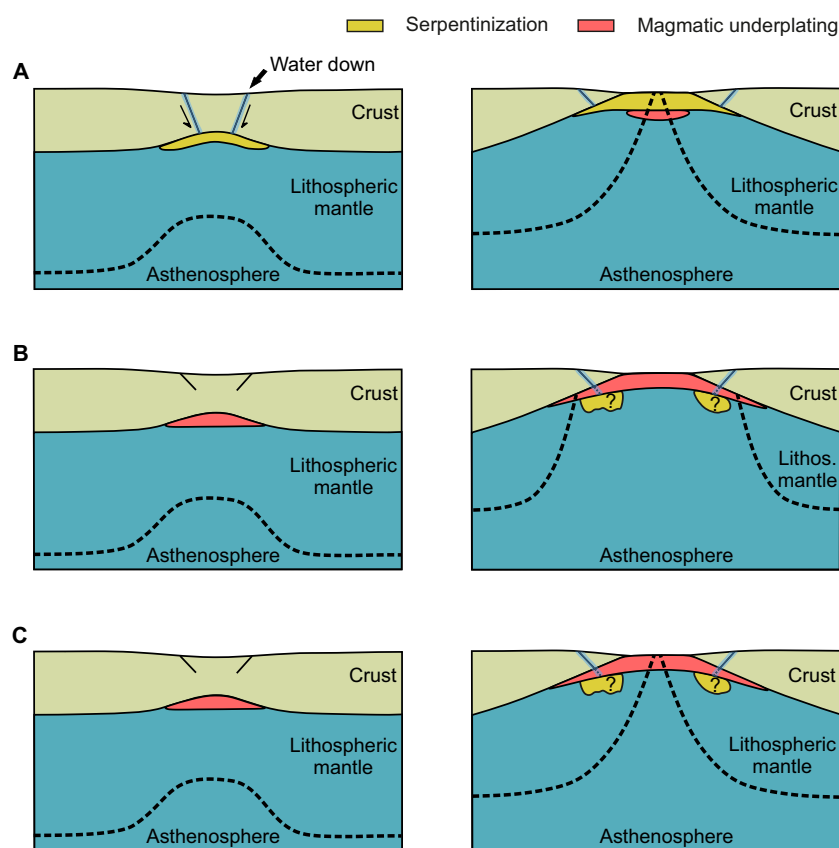 Serpentinization Magmatic underplating
A
Water down
Crust
Lithospheric
mantle
Asthenosphere
Crust
Lithospheric
mantle
Asthenosphere
B
Crust
Lithospheric
mantle
Asthenosphere
? ?
Crust
Lithos.
mantle
Asthenosphere
C
Crust
Lithospheric
mantle
Asthenosphere
? ?
Crust
Lithospheric
mantle
Asthenosphere